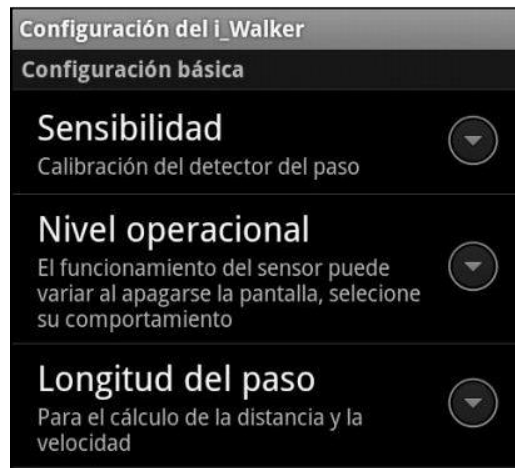 Configuración del i_Walker
Configuración básica
Sensibilidad
Calibración del detector del paso
Nivel operacional
El funcionamiento del sensor puede
variar al apagarse la pantalla, selecione
su comportamiento
Longitud del paso
Para el cálculo de la distancia y la
velocidad